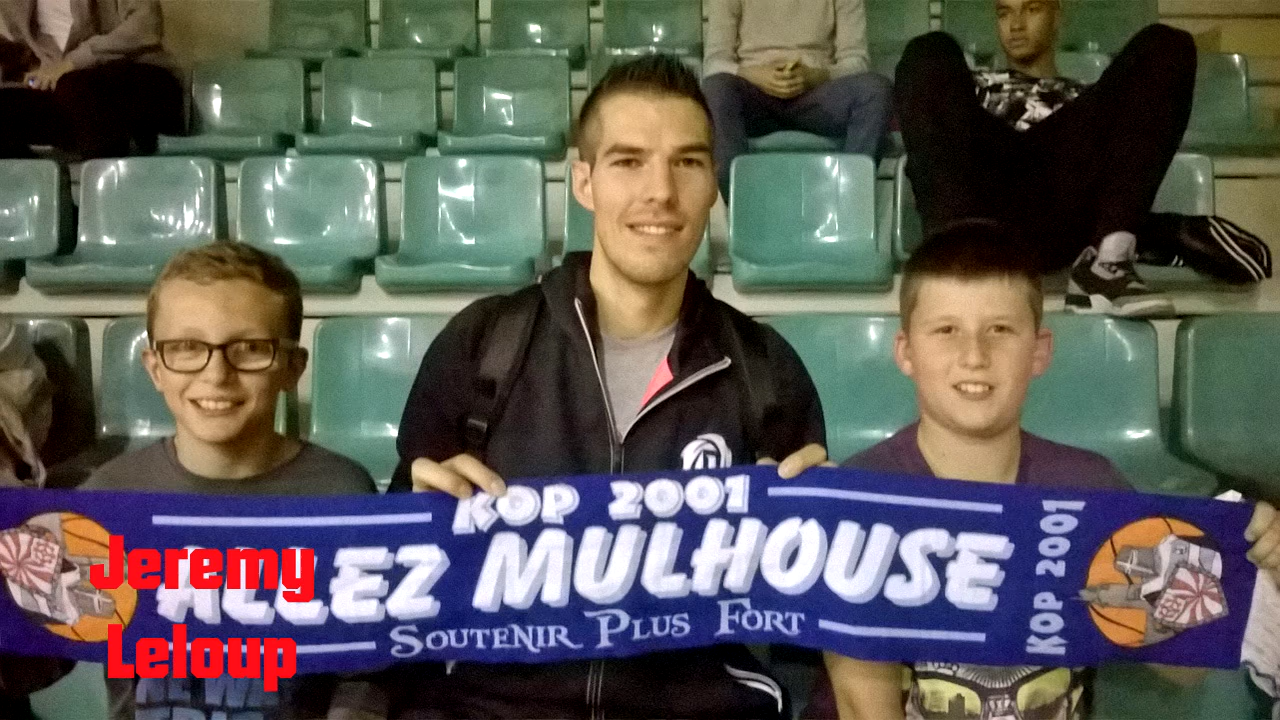 KOP 2001
ALLEZ MULHOUSE
SOUTENIR PLUS FORT
KOP 2001
Jeremy
Leloup